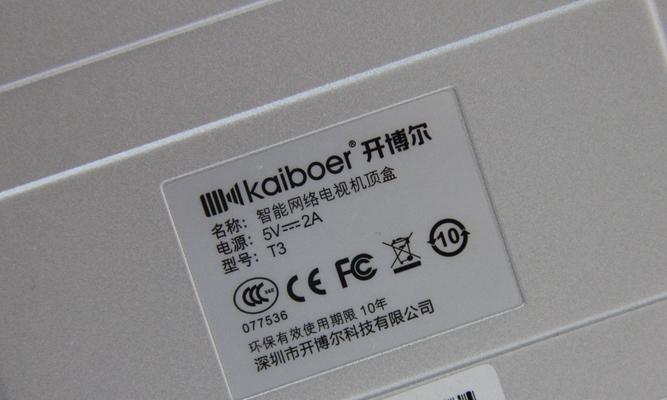 kaiboer® 开博尔
名称: 智能网络电视机顶盒
电源: 5V⎓2A
型号: T3
CCC S&E CE FC 10
077536
环保有效使用期限 10年
深圳市开博尔科技有限公司